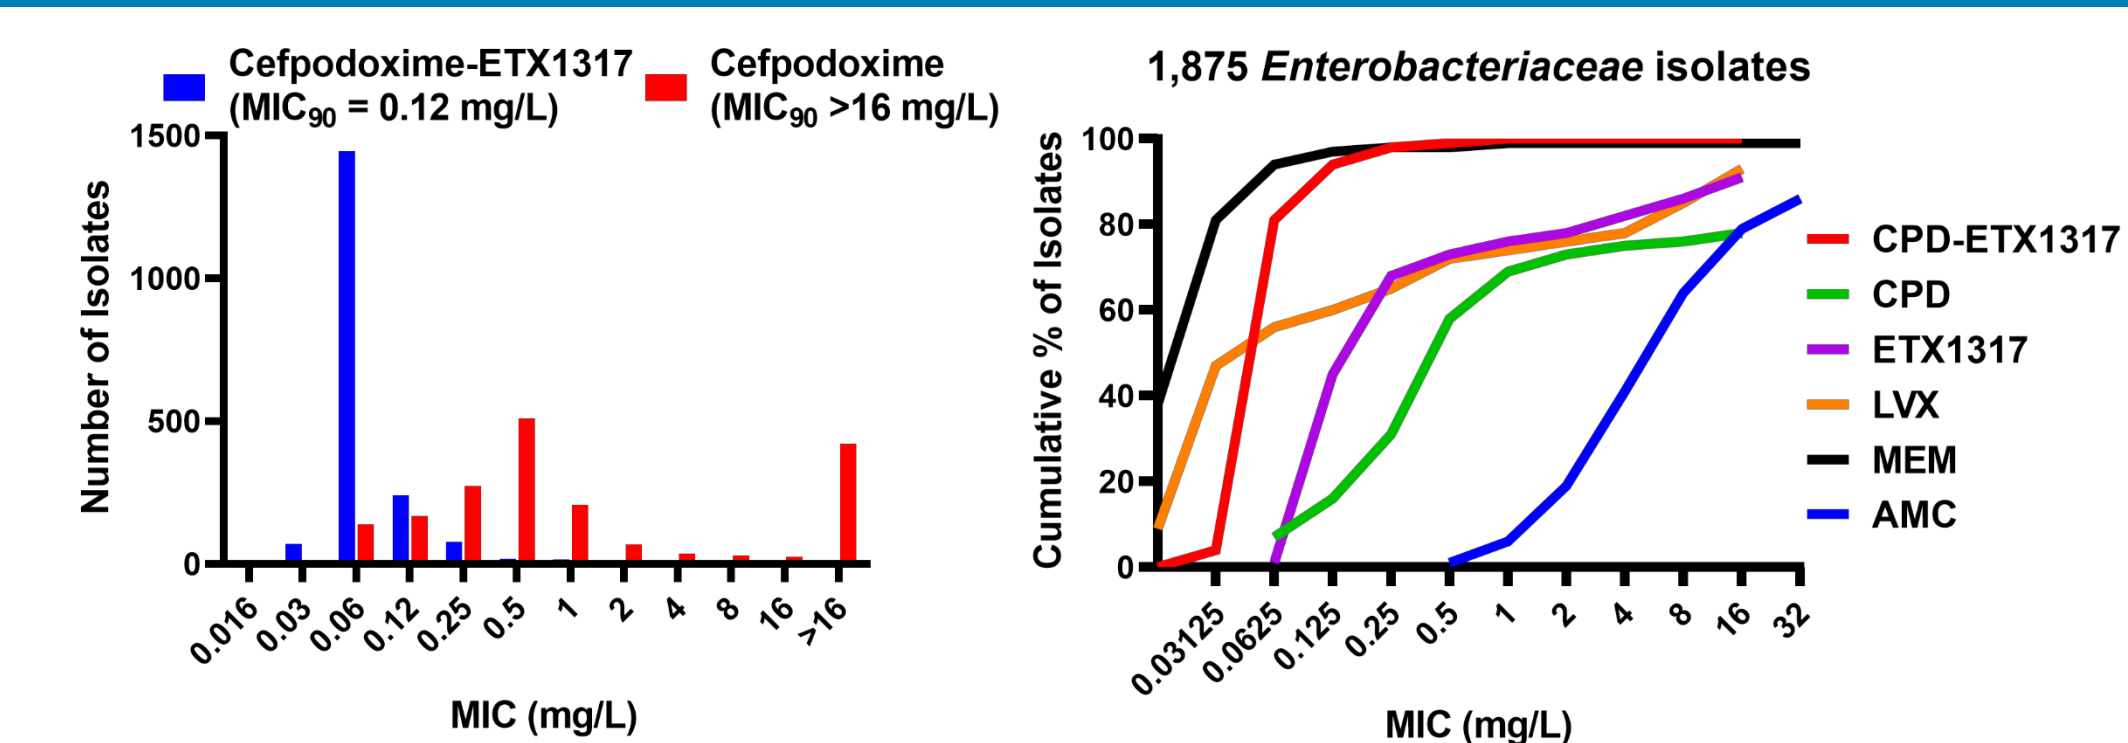 Cefpodoxime-ETX1317
(MIC90 = 0.12 mg/L)
Cefpodoxime
(MIC90 >16 mg/L)
Number of Isolates
1500
1000
500
0
0.016
0.03
0.06
0.12
0.25
0.5
1
2
4
8
16
>16
MIC (mg/L)
1,875 Enterobacteriaceae isolates
Cumulative % of Isolates
100
80
60
40
20
0
0.03125
0.0625
0.125
0.25
0.5
1
2
4
8
16
32
MIC (mg/L)
CPD-ETX1317
CPD
ETX1317
LVX
MEM
AMC